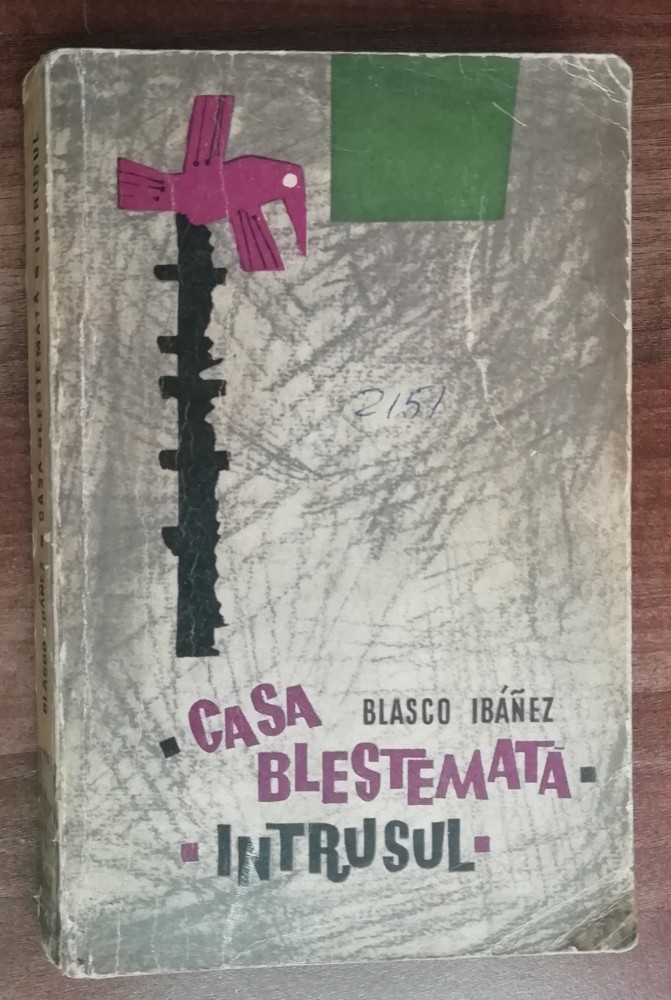 BLASCO IBÁÑEZ ■ CASA BLESTEMATĂ ■ INTRUSUL
2151
CASA
BLASCO IBÁÑEZ
BLESTEMATĂ
INTRUSUL